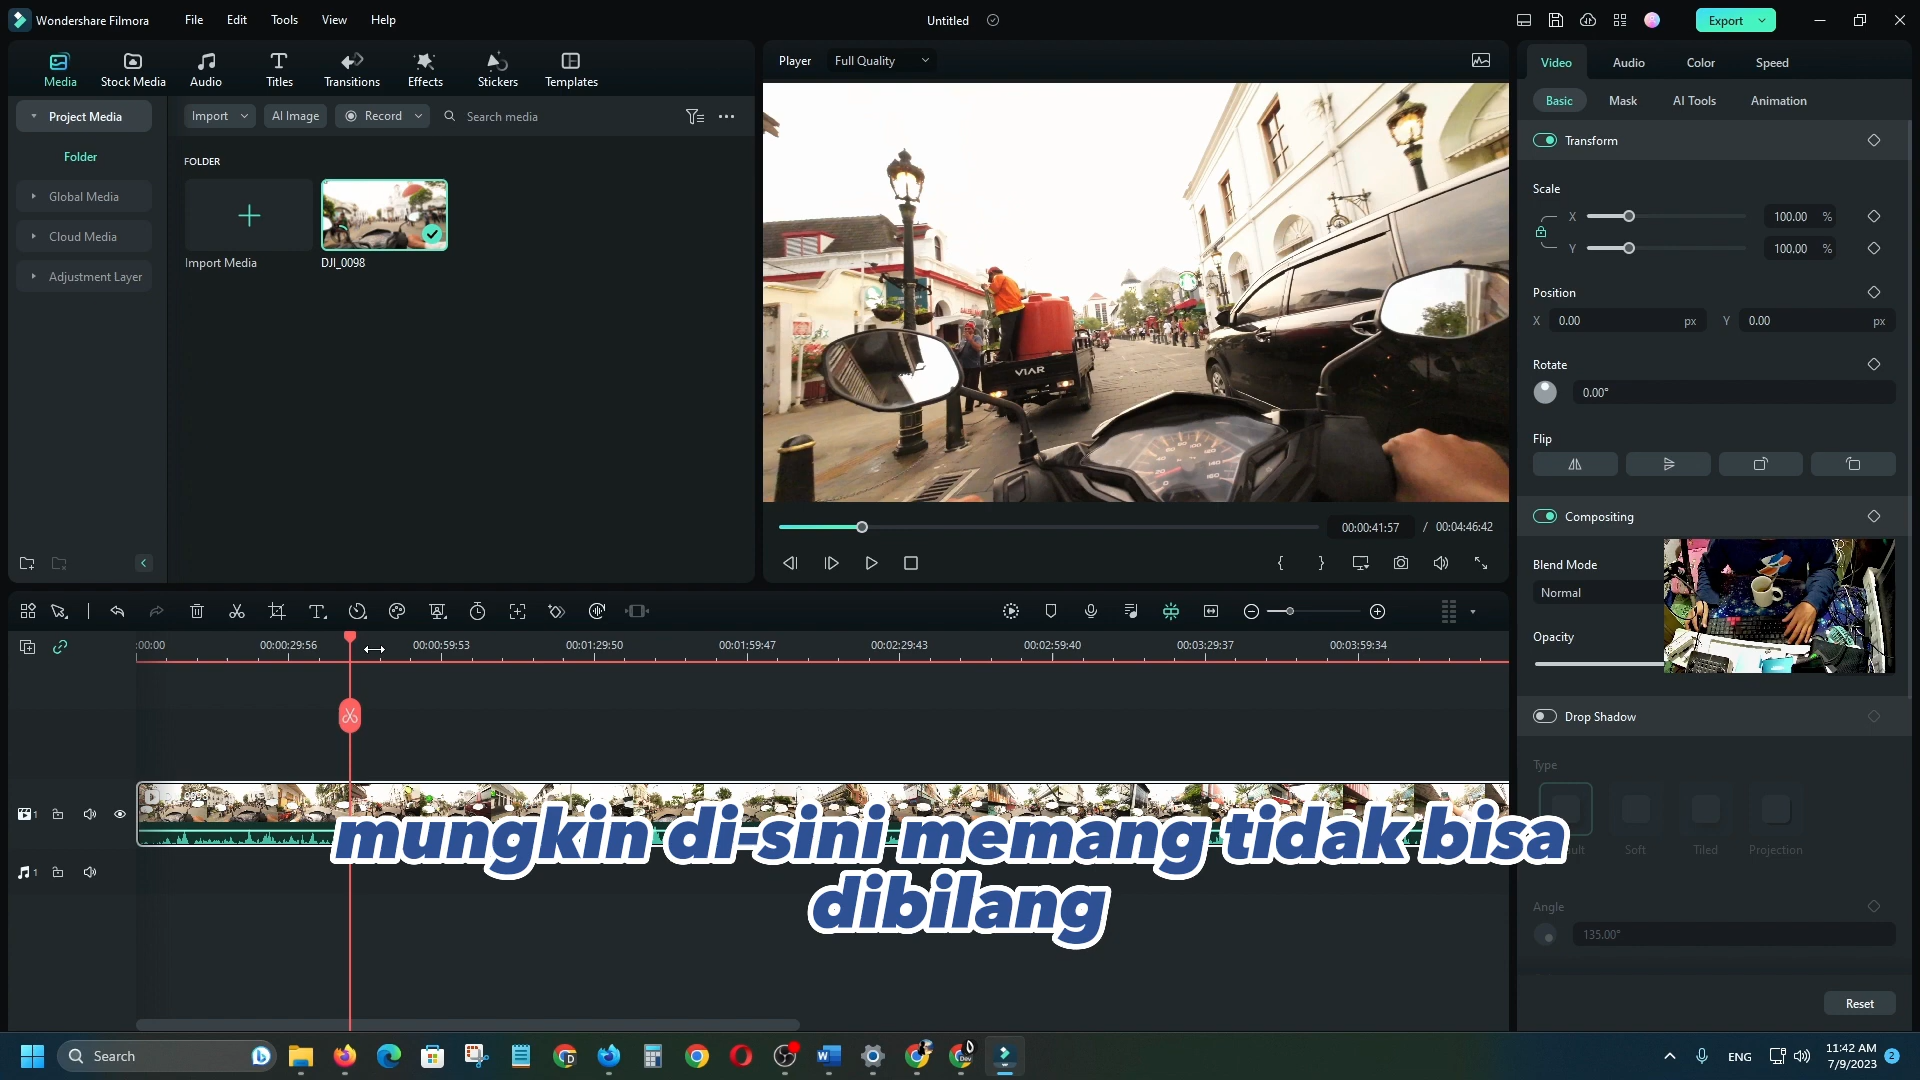 Wondershare Filmora File Edit Tools View Help Untitled Export
Media Stock Media Audio Titles Transitions Effects Stickers Templates
Player Full Quality
Video Audio Color Speed
Basic Mask AI Tools Animation
Project Media
Import AI Image Record Search media
Folder
Global Media
Cloud Media
Adjustment Layer
FOLDER
Import Media
DJI_0098
VIAR
00:00:41:57 / 00:04:46:42
Transform
Scale
X 100.00 %
Y 100.00 %
Position
X 0.00 px Y 0.00 px
Rotate
0.00°
Flip
Compositing
Blend Mode
Normal
Opacity
Drop Shadow
Type
Soft Tiled Projection
Angle
135.00°
Reset
:00:00 00:00:29:56 00:00:59:53 00:01:29:50 00:01:59:47 00:02:29:43 00:02:59:40 00:03:29:37 00:03:59:34
1
1
mungkin di-sini memang tidak bisa
dibilang
Search
ENG
11:42 AM
7/9/2023
2